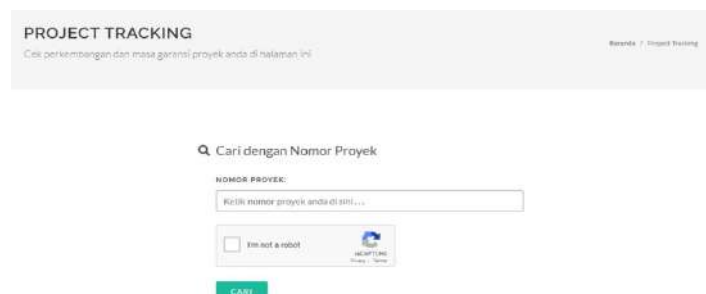 PROJECT TRACKING
Cek perkembangan dan masa garansi proyek anda di halaman ini
Beranda / Project Tracking
Cari dengan Nomor Proyek
NOMOR PROYEK:
Ketik nomor proyek anda di sini...
I'm not a robot
reCAPTCHA
Privacy - Terms
CARI